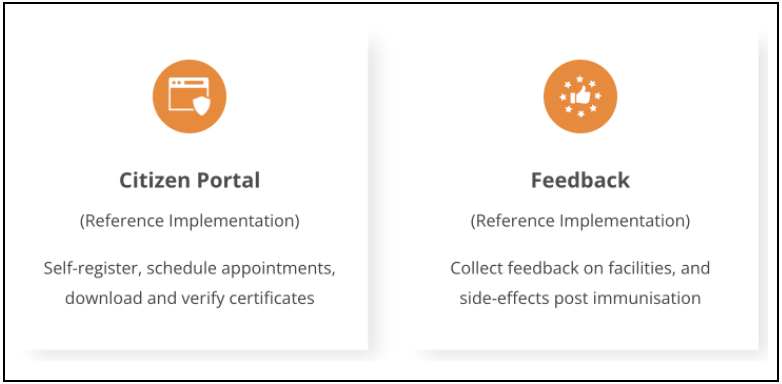 Citizen Portal
(Reference Implementation)
Self-register, schedule appointments,
download and verify certificates
Feedback
(Reference Implementation)
Collect feedback on facilities, and
side-effects post immunisation